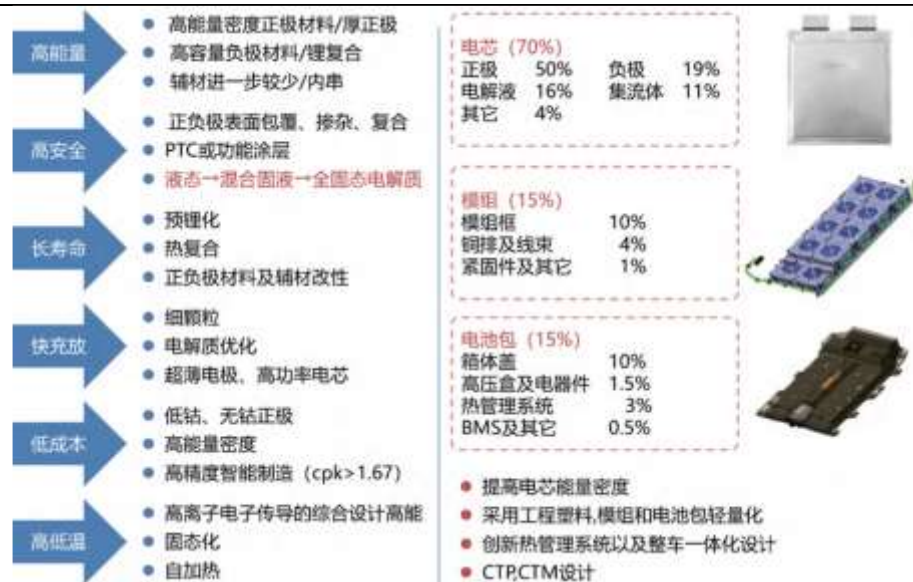 高能量
高能量密度正极材料/厚正极
高容量负极材料/锂复合
辅材进一步较少/内串
高安全
正负极表面包覆、掺杂、复合
PTC或功能涂层
液态→混合固液→全固态电解质
长寿命
预锂化
热复合
正负极材料及辅材改性
快充放
细颗粒
电解质优化
超薄电极、高功率电芯
低成本
低钴、无钴正极
高能量密度
高精度智能制造（cpk>1.67）
高低温
高离子电子传导的综合设计高能
固态化
自加热
电芯（70%）
正极 50% 负极 19%
电解液 16% 集流体 11%
其它 4%
模组（15%）
模组框 10%
铜排及线束 4%
紧固件及其它 1%
电池包（15%）
箱体盖 10%
高压盒及电器件 1.5%
热管理系统 3%
BMS及其它 0.5%
提高电芯能量密度
采用工程塑料,模组和电池包轻量化
创新热管理系统以及整车一体化设计
CTP,CTM设计